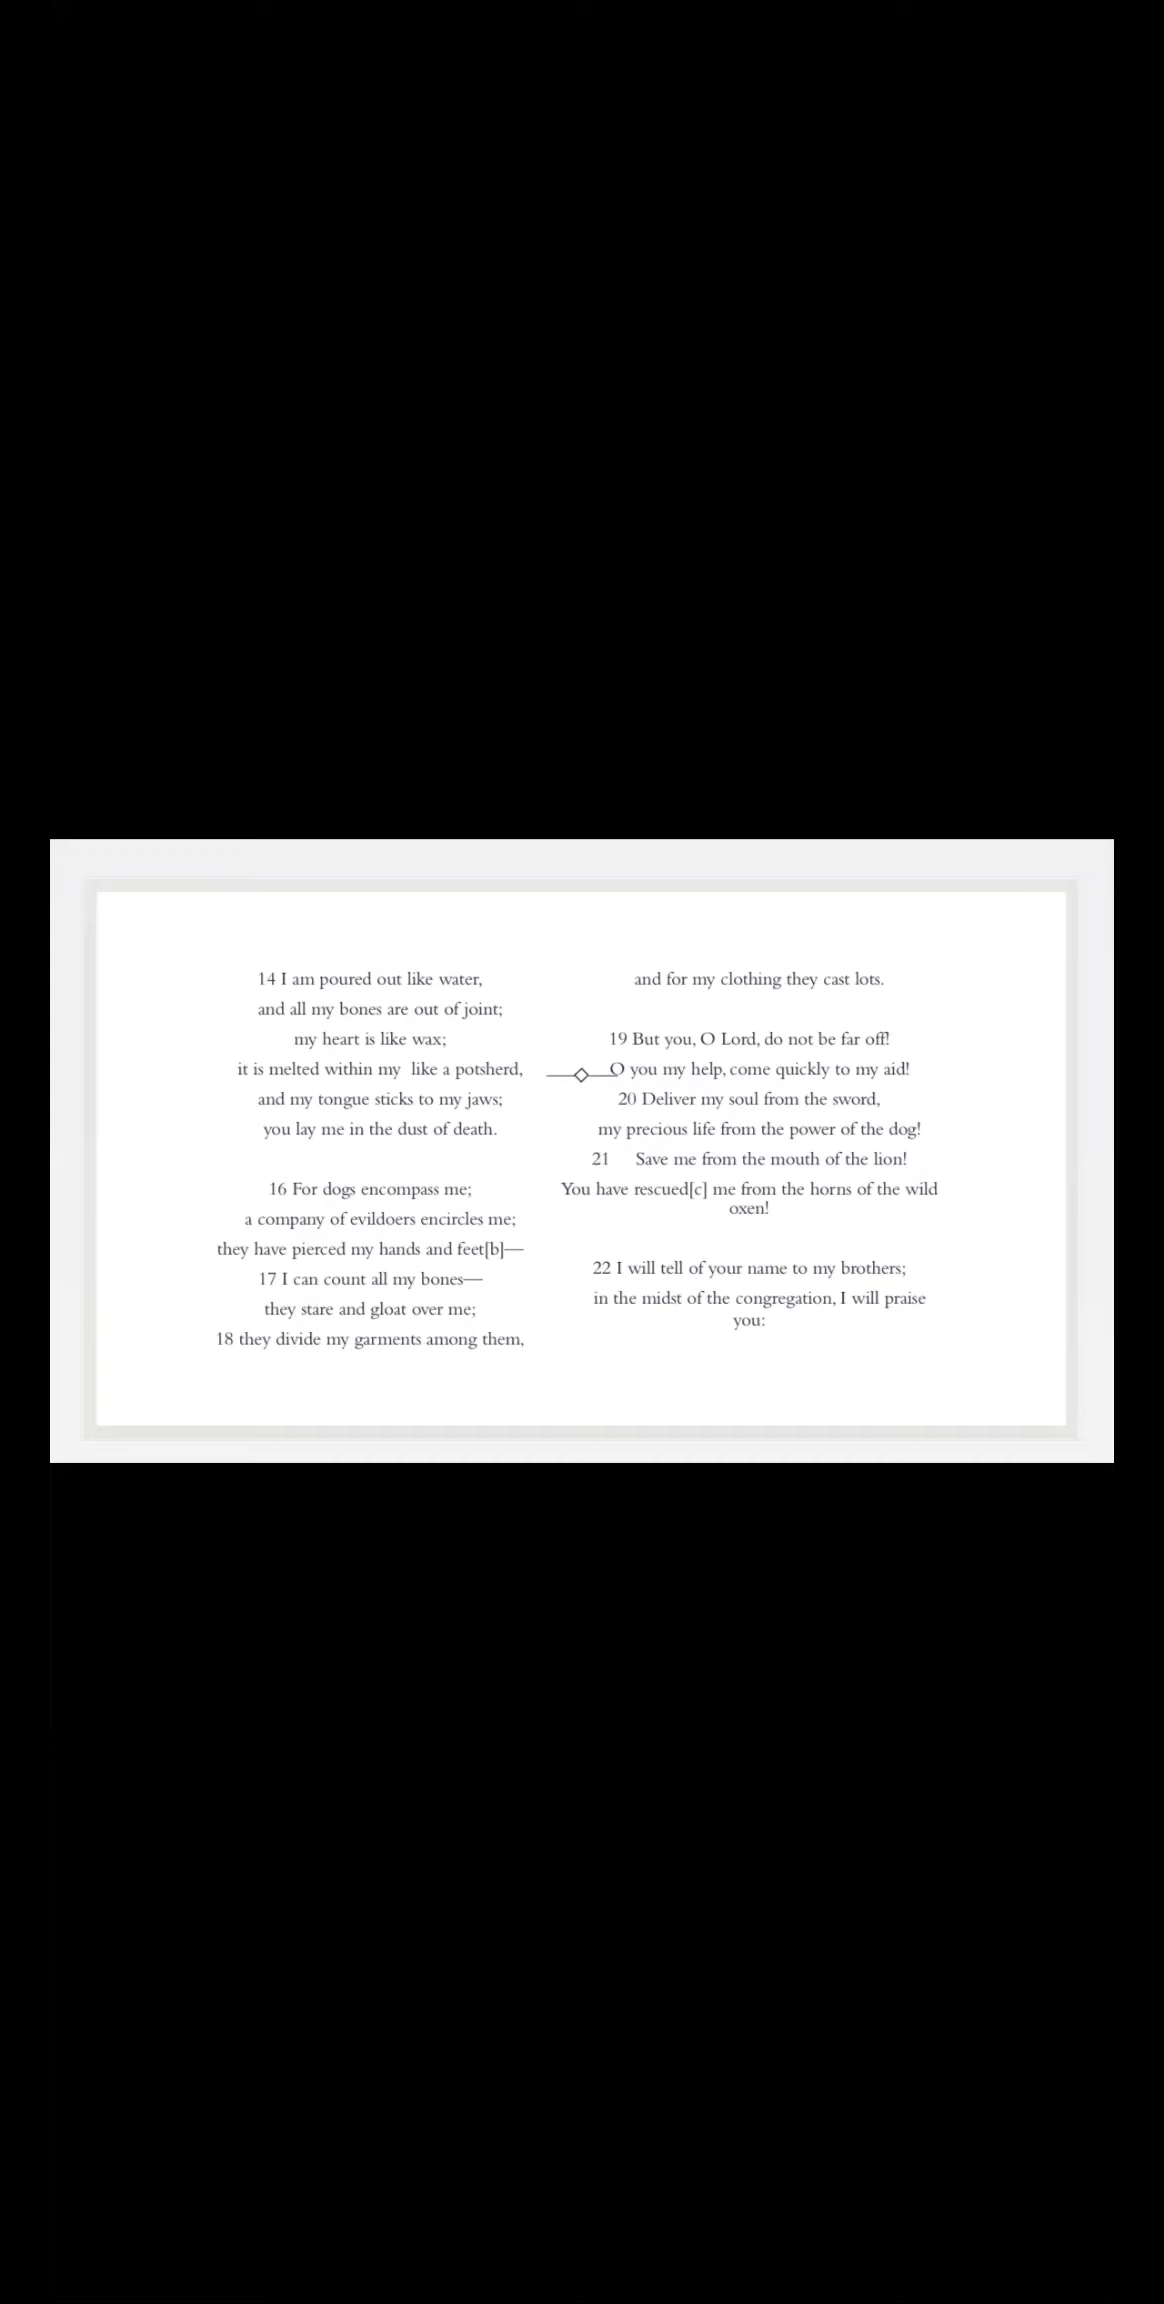 14 I am poured out like water,
and all my bones are out of joint;
my heart is like wax;
it is melted within my  like a potsherd,
and my tongue sticks to my jaws;
you lay me in the dust of death.
16 For dogs encompass me;
a company of evildoers encircles me;
they have pierced my hands and feet[b]—
17 I can count all my bones—
they stare and gloat over me;
18 they divide my garments among them,
and for my clothing they cast lots.
19 But you, O Lord, do not be far off!
O you my help, come quickly to my aid!
20 Deliver my soul from the sword,
my precious life from the power of the dog!
21     Save me from the mouth of the lion!
You have rescued[c] me from the horns of the wild
oxen!
22 I will tell of your name to my brothers;
in the midst of the congregation, I will praise
you: